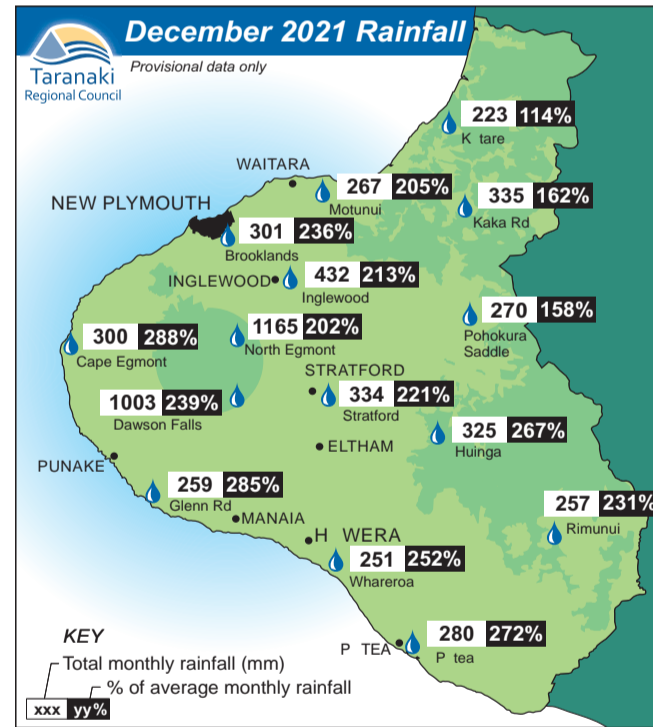 December 2021 Rainfall
Taranaki
Regional Council
Provisional data only
223 114%
K tare
WAITARA
267 205%
Motunui
335 162%
Kaka Rd
NEW PLYMOUTH
301 236%
Brooklands
INGLEWOOD
432 213%
Inglewood
270 158%
Pohokura
Saddle
300 288%
Cape Egmont
1165 202%
North Egmont
STRATFORD
1003 239%
Dawson Falls
334 221%
Stratford
325 267%
Huinga
ELTHAM
PUNAKE
259 285%
Glenn Rd
MANAIA
257 231%
Rimunui
H WERA
251 252%
Whareroa
P TEA
280 272%
P tea
KEY
Total monthly rainfall (mm)
% of average monthly rainfall
xxx yy%